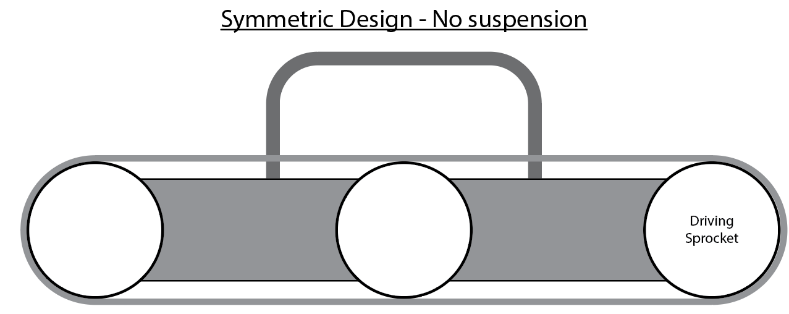 Symmetric Design - No suspension
Driving
Sprocket